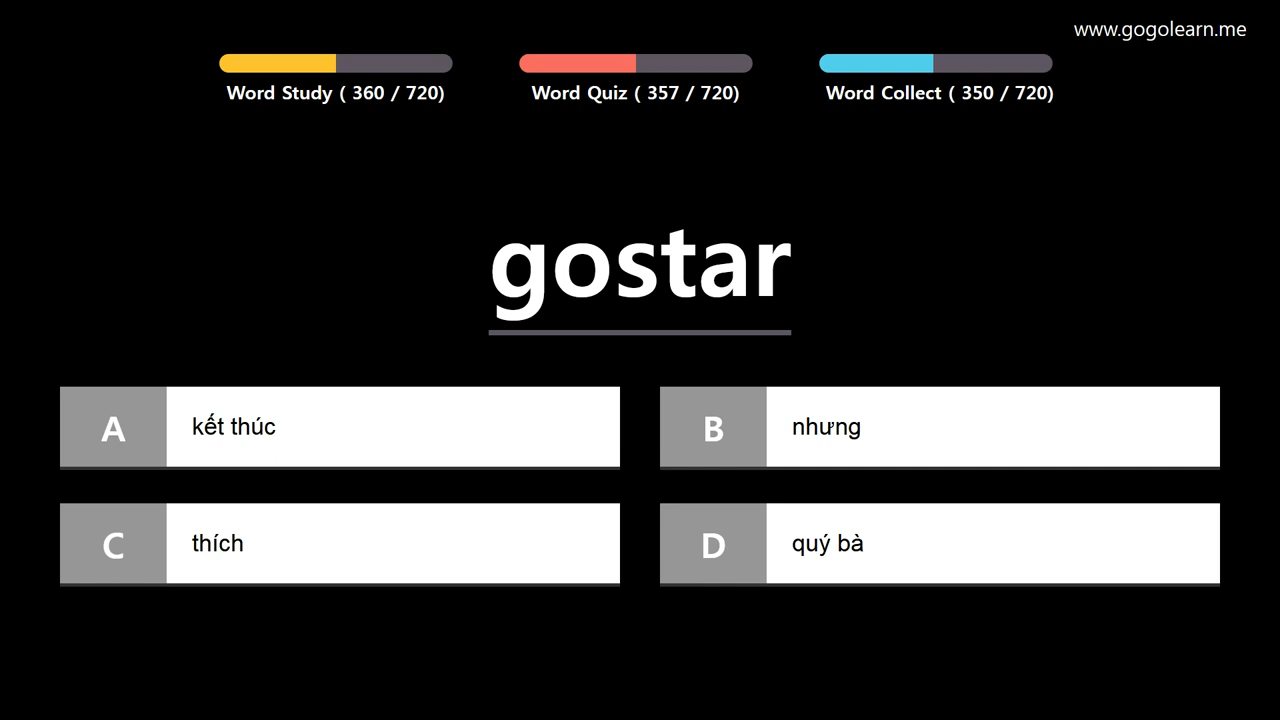 www.gogolearn.me
Word Study ( 360 / 720)
Word Quiz ( 357 / 720)
Word Collect ( 350 / 720)
gostar
A kết thúc
B nhưng
C thích
D quý bà